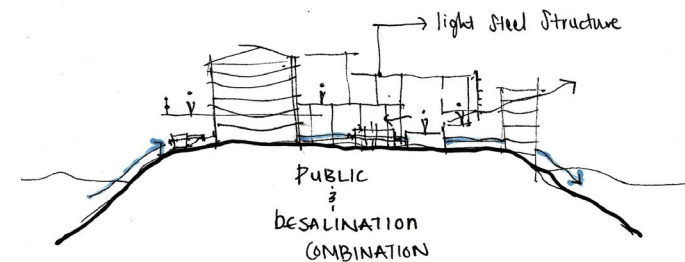 light steel structure
PUBLIC
&
DESALINATION
COMBINATION